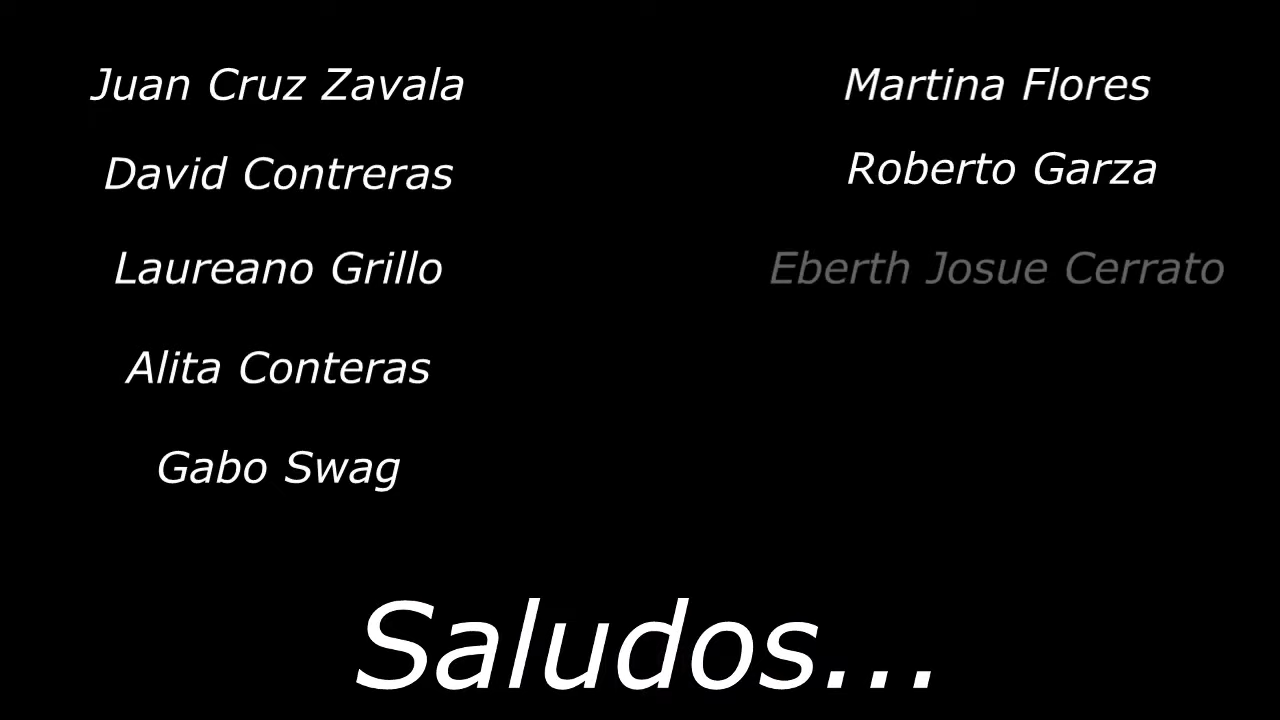 Juan Cruz Zavala
David Contreras
Laureano Grillo
Alita Conteras
Gabo Swag
Martina Flores
Roberto Garza
Eberth Josue Cerrato
Saludos...